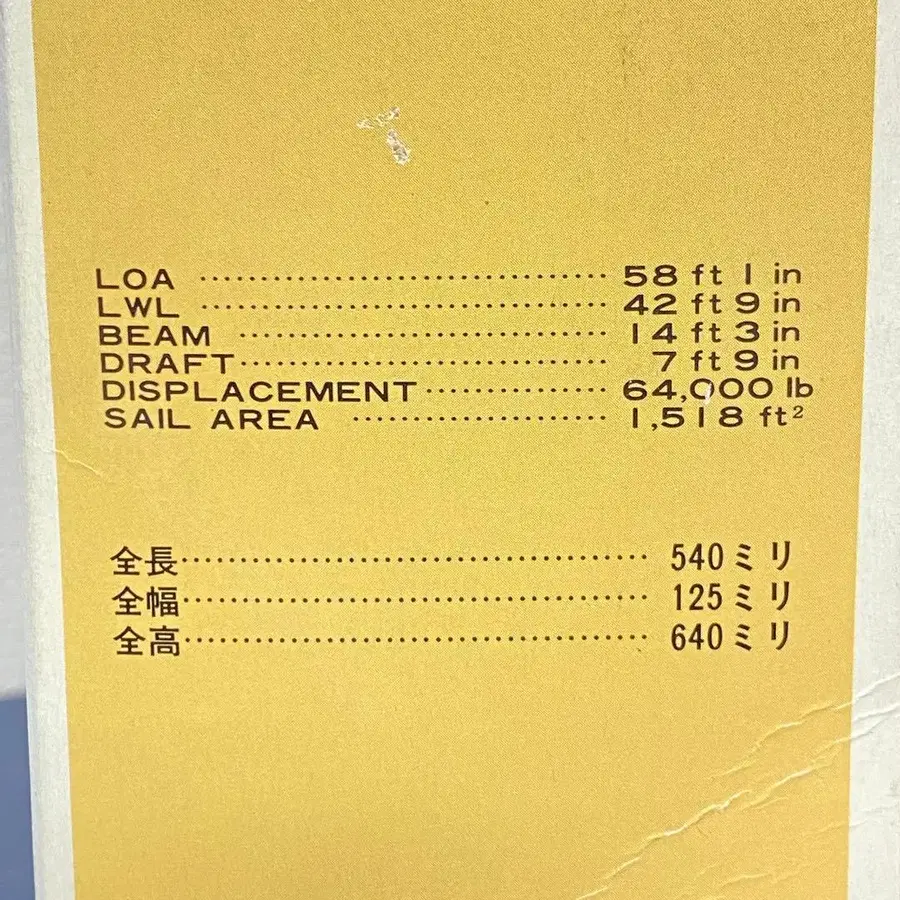 LOA ································· 58 ft 1 in
LWL ································· 42 ft 9 in
BEAM ······························ 14 ft 3 in
DRAFT······························ 7 ft 9 in
DISPLACEMENT··············· 64,000 lb
SAIL AREA ····················· 1,518 ft²
全長······························ 540ミリ
全幅······························ 125ミリ
全高······························ 640ミリ